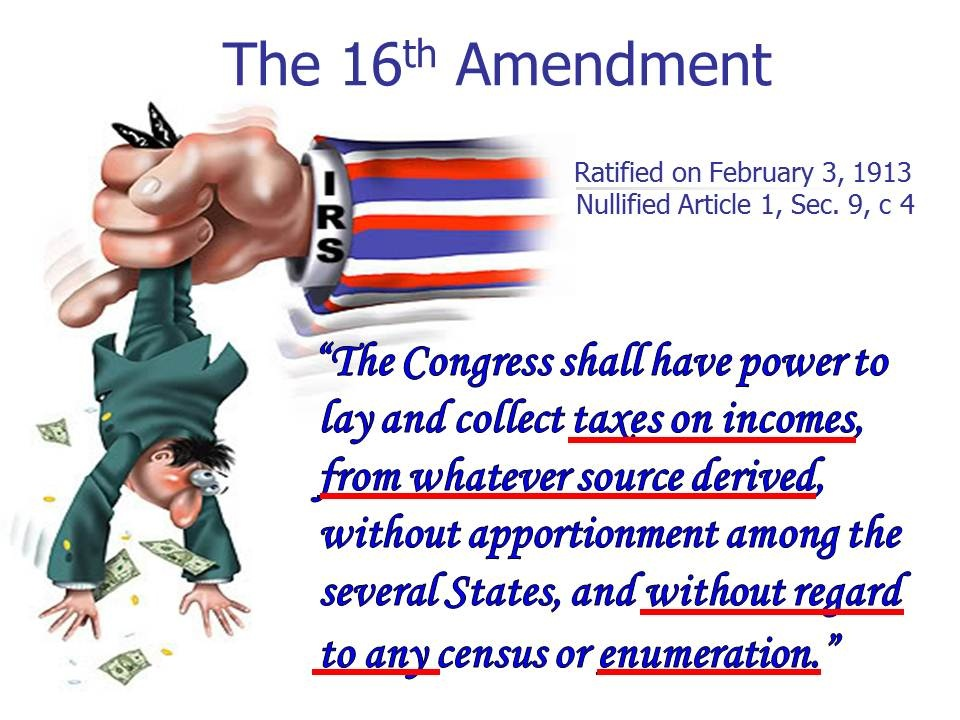 The 16th Amendment
IRS
Ratified on February 3, 1913
Nullified Article 1, Sec. 9, c 4
“The Congress shall have power to
lay and collect taxes on incomes,
from whatever source derived,
without apportionment among the
several States, and without regard
to any census or enumeration.”